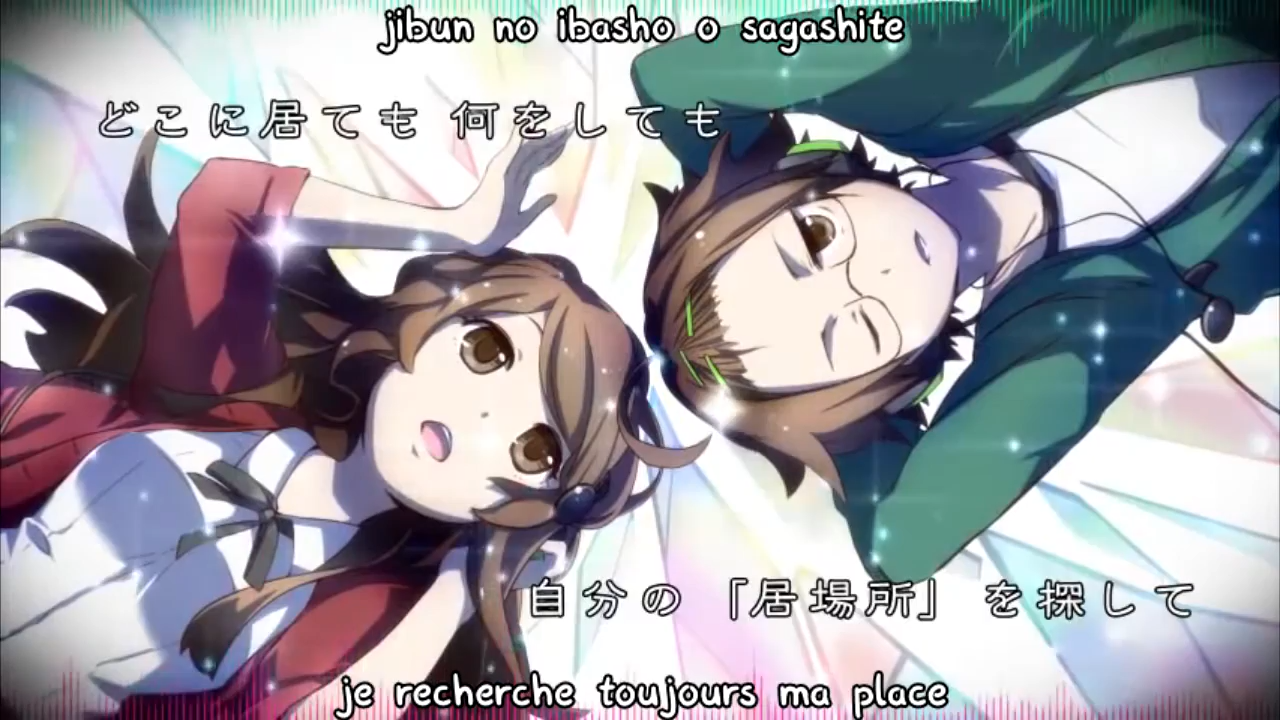 jibun no ibasho o sagashite
どこに居ても 何をしても
自分の「居場所」を探して
je recherche toujours ma place